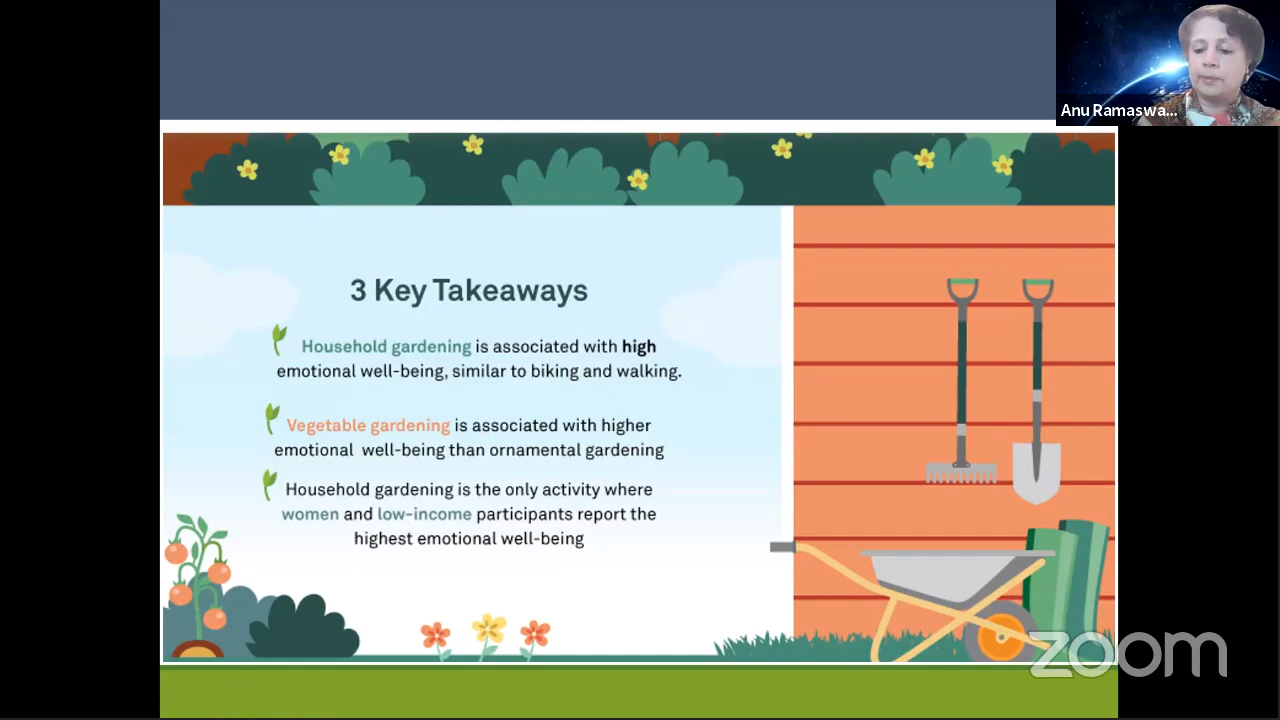 Anu Ramaswa...
3 Key Takeaways
Household gardening is associated with high
emotional well-being, similar to biking and walking.
Vegetable gardening is associated with higher
emotional well-being than ornamental gardening
Household gardening is the only activity where
women and low-income participants report the
highest emotional well-being
zoom